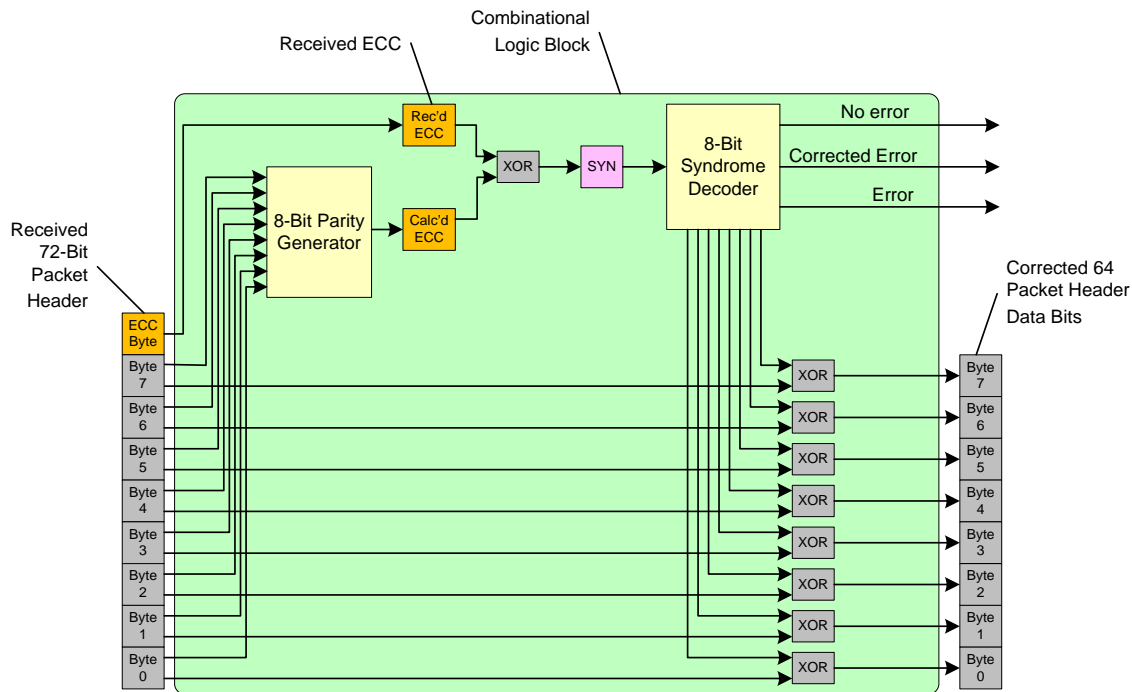 Combinational
Logic Block
Received ECC
Rec'd
ECC
XOR
SYN
8-Bit
Syndrome
Decoder
No error
Corrected Error
Error
8-Bit Parity
Generator
Calc'd
ECC
Received
72-Bit
Packet
Header
Corrected 64
Packet Header
Data Bits
ECC
Byte
Byte
7
XOR
Byte
7
Byte
6
XOR
Byte
6
Byte
5
XOR
Byte
5
Byte
4
XOR
Byte
4
Byte
3
XOR
Byte
3
Byte
2
XOR
Byte
2
Byte
1
XOR
Byte
1
Byte
0
XOR
Byte
0